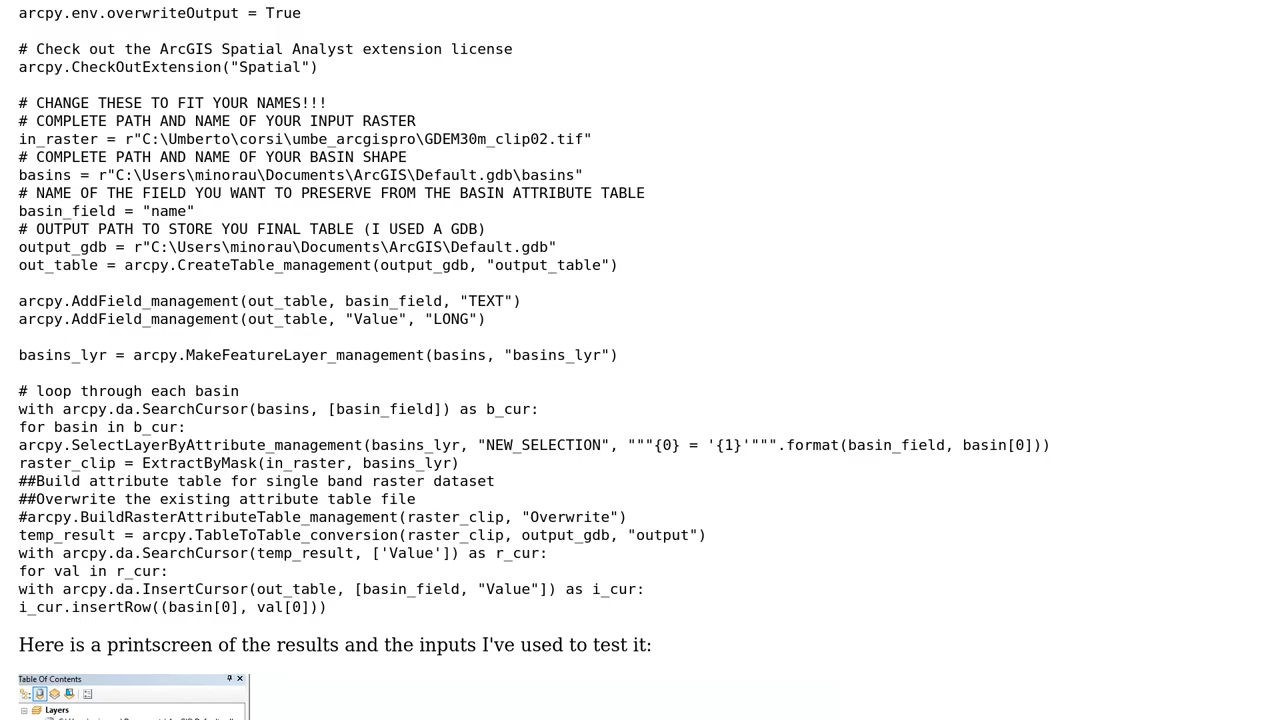 arcpy.env.overwriteOutput = True
# Check out the ArcGIS Spatial Analyst extension license
arcpy.CheckOutExtension("Spatial")
# CHANGE THESE TO FIT YOUR NAMES!!!
# COMPLETE PATH AND NAME OF YOUR INPUT RASTER
in_raster = r"C:\Umberto\corsi\umbe_arcgispro\GDEM30m_clip02.tif"
# COMPLETE PATH AND NAME OF YOUR BASIN SHAPE
basins = r"C:\Users\minorau\Documents\ArcGIS\Default.gdb\basins"
# NAME OF THE FIELD YOU WANT TO PRESERVE FROM THE BASIN ATTRIBUTE TABLE
basin_field = "name"
# OUTPUT PATH TO STORE YOU FINAL TABLE (I USED A GDB)
output_gdb = r"C:\Users\minorau\Documents\ArcGIS\Default.gdb"
out_table = arcpy.CreateTable_management(output_gdb, "output_table")
arcpy.AddField_management(out_table, basin_field, "TEXT")
arcpy.AddField_management(out_table, "Value", "LONG")
basins_lyr = arcpy.MakeFeatureLayer_management(basins, "basins_lyr")
# loop through each basin
with arcpy.da.SearchCursor(basins, [basin_field]) as b_cur:
for basin in b_cur:
arcpy.SelectLayerByAttribute_management(basins_lyr, "NEW_SELECTION", """{0} = '{1}'""".format(basin_field, basin[0]))
raster_clip = ExtractByMask(in_raster, basins_lyr)
##Build attribute table for single band raster dataset
##Overwrite the existing attribute table file
#arcpy.BuildRasterAttributeTable_management(raster_clip, "Overwrite")
temp_result = arcpy.TableToTable_conversion(raster_clip, output_gdb, "output")
with arcpy.da.SearchCursor(temp_result, ['Value']) as r_cur:
for val in r_cur:
with arcpy.da.InsertCursor(out_table, [basin_field, "Value"]) as i_cur:
i_cur.insertRow((basin[0], val[0]))
Here is a printscreen of the results and the inputs I've used to test it:
Table Of Contents
Layers